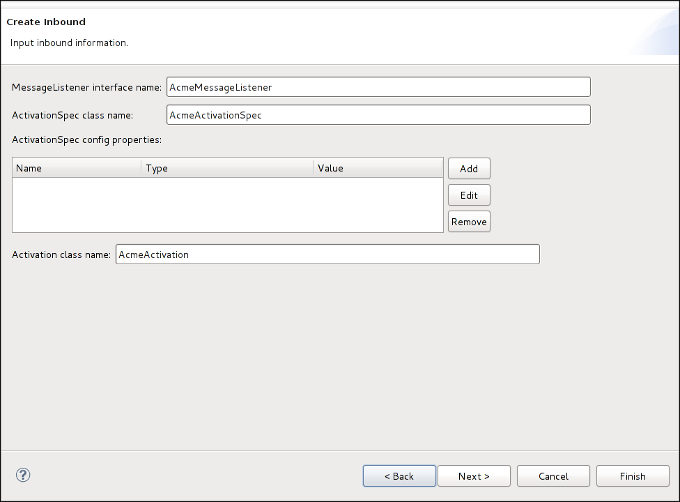 Create Inbound
Input inbound information.
MessageListener interface name: AcmeMessageListener
ActivationSpec class name: AcmeActivationSpec
ActivationSpec config properties:
Name Type Value
Add
Edit
Remove
Activation class name: AcmeActivation
? < Back Next > Cancel Finish